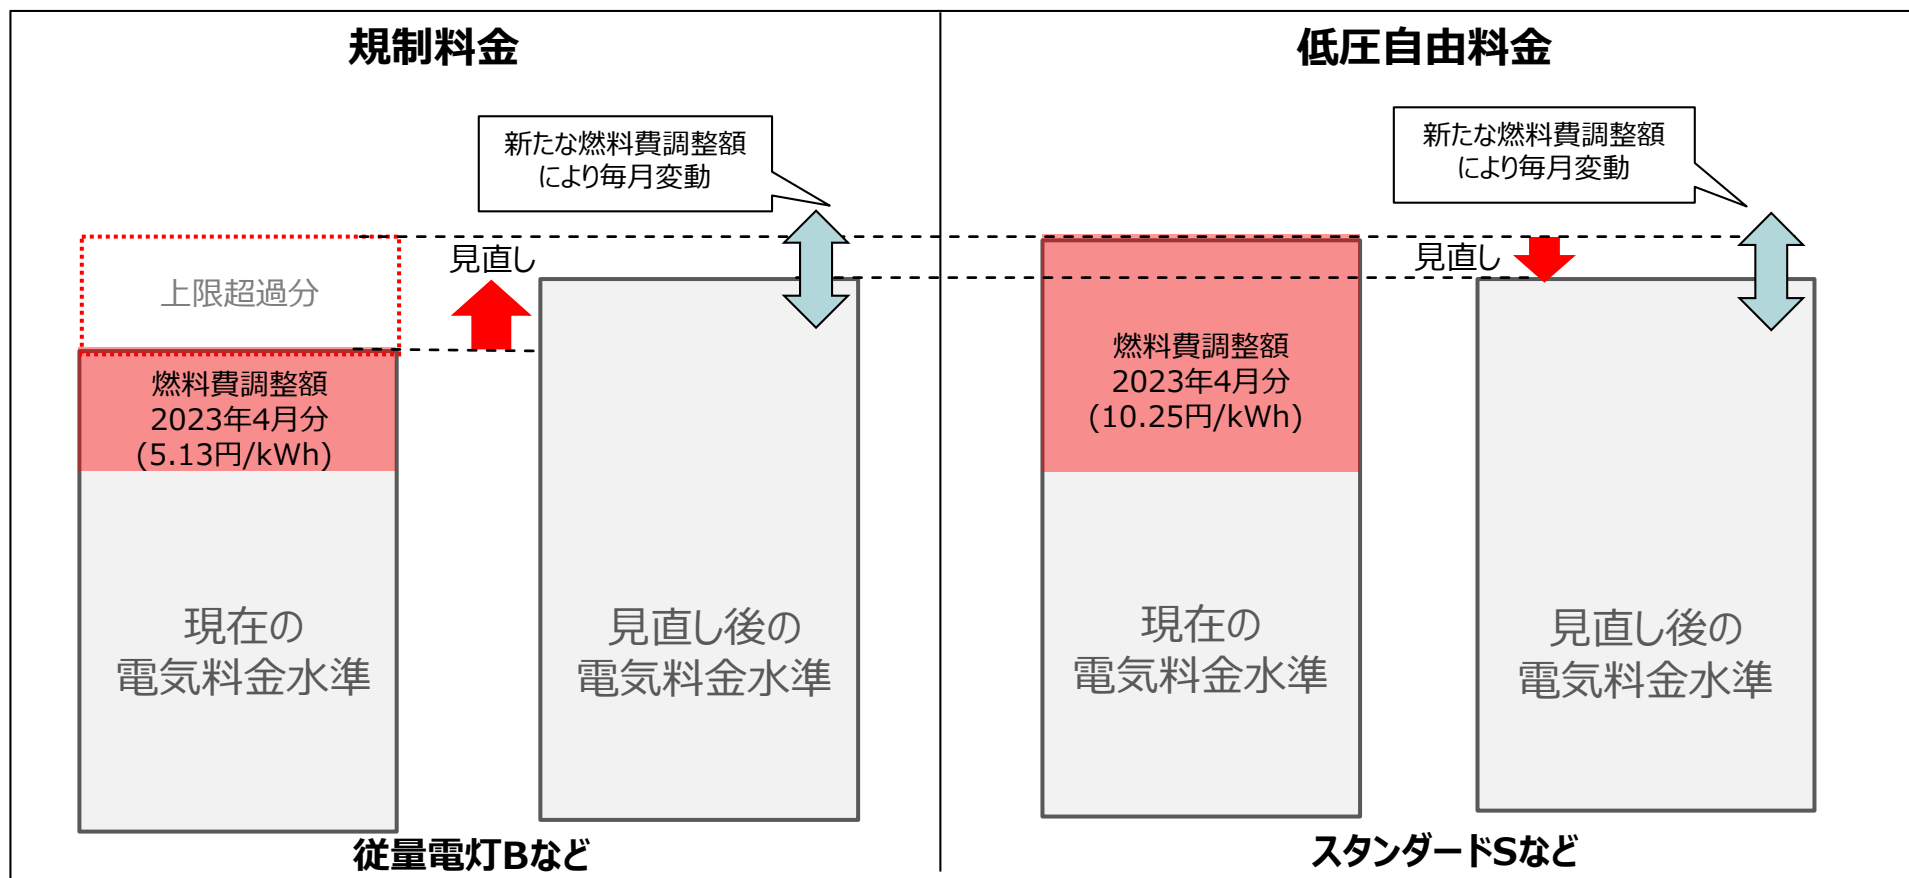 規制料金
新たな燃料費調整額
により毎月変動
見直し
上限超過分
燃料費調整額
2023年4月分
(5.13円/kWh)
現在の
電気料金水準
見直し後の
電気料金水準
従量電灯Bなど
低圧自由料金
新たな燃料費調整額
により毎月変動
見直し
燃料費調整額
2023年4月分
(10.25円/kWh)
現在の
電気料金水準
見直し後の
電気料金水準
スタンダードSなど